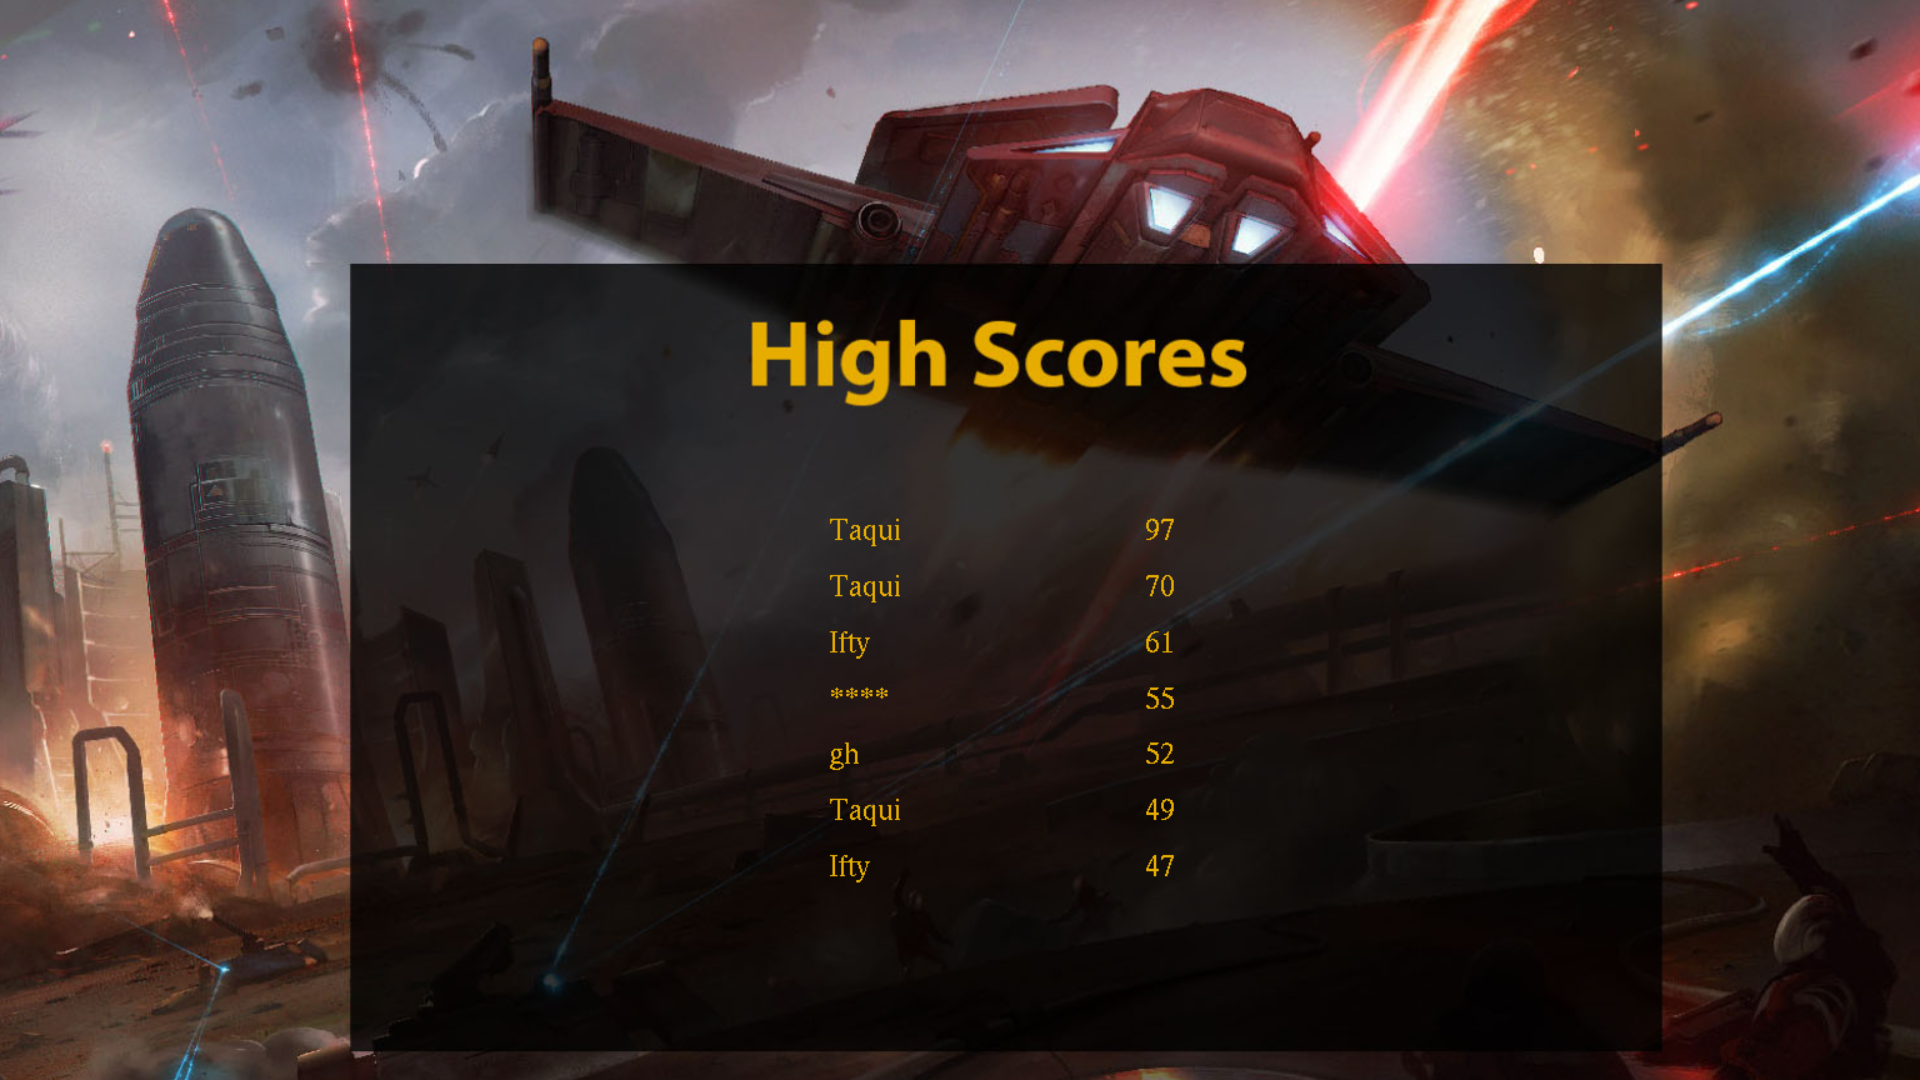 High Scores
Taqui 97
Taqui 70
Ifty 61
**** 55
gh 52
Taqui 49
Ifty 47